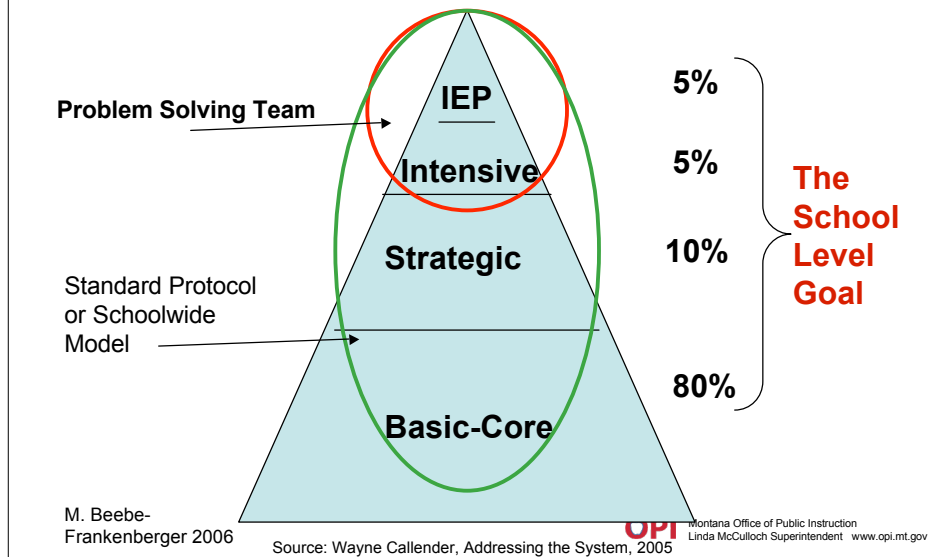 IEP
5%
Problem Solving Team
Intensive
5%
The
School
Level
Goal
Strategic
10%
Standard Protocol
or Schoolwide
Model
80%
Basic-Core
M. Beebe-
Frankenberger 2006
OPI
Montana Office of Public Instruction
Linda McCulloch Superintendent www.opi.mt.gov
Source: Wayne Callender, Addressing the System, 2005